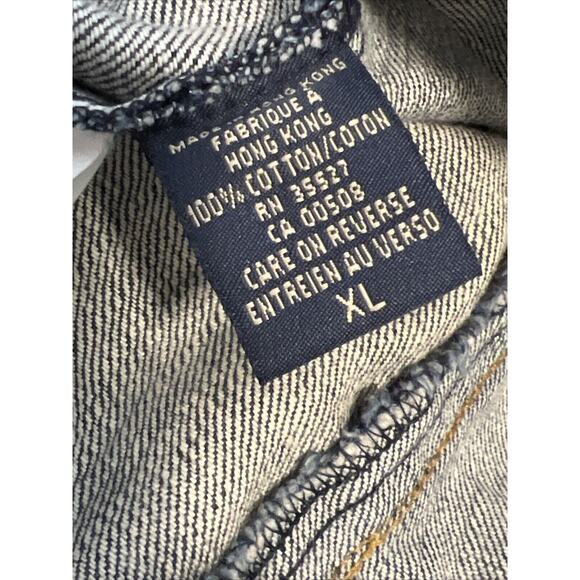 MADE IN HONG KONG
FABRIQUE À
HONG KONG
100% COTTON/COTON
RN 35527
CA 00508
CARE ON REVERSE
ENTREIEN AU VERSO
XL